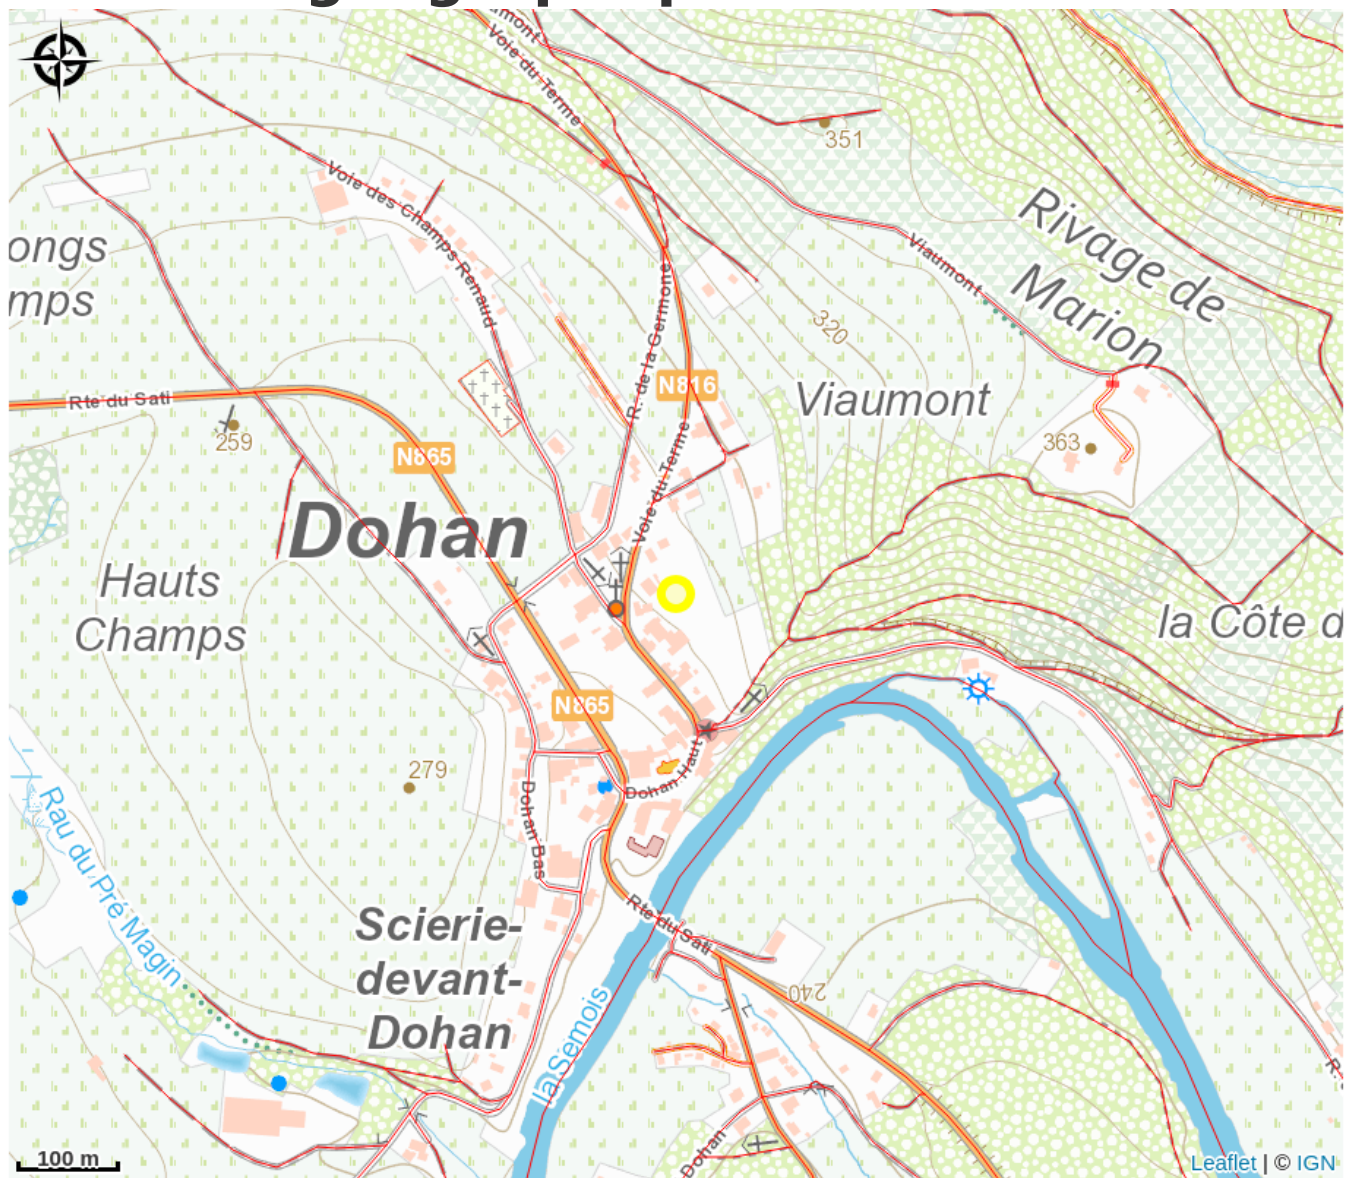 Voie du Terme
351
Rivage de
Marion
Voie des Champs Renaud
Viaumont
ongs
mps
R. de la Germone
320
N816
Rte du Sati
Viaumont
259
N865
363
Voie du Terme
Dohan
Hauts
Champs
la Côte d
N865
279
Dohan Haut
Dohan Bas
Rau du Pré Magin
Scierie-
devant-
Dohan
Rte du Sati
240
la Semois
Dohan
100 m
Leaflet | © IGN